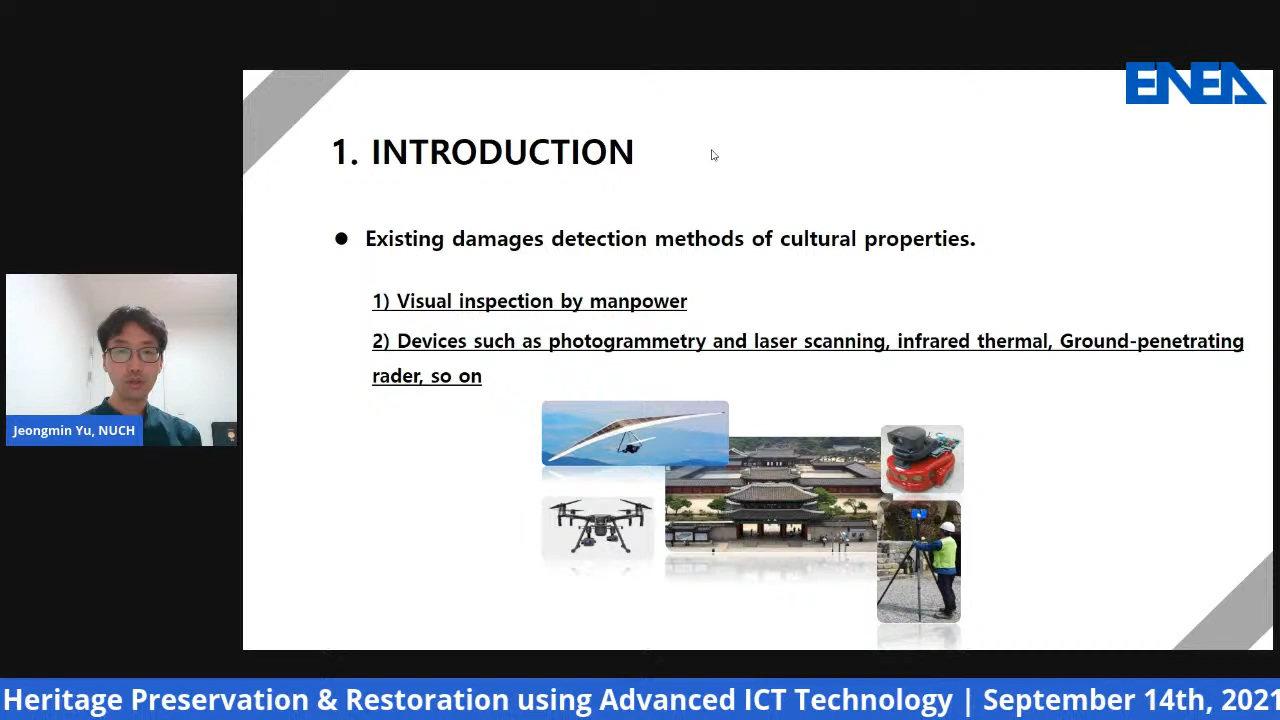 ENEA
1. INTRODUCTION
● Existing damages detection methods of cultural properties.
1) Visual inspection by manpower
2) Devices such as photogrammetry and laser scanning, infrared thermal, Ground-penetrating
rader, so on
Jeongmin Yu, NUCH
Heritage Preservation & Restoration using Advanced ICT Technology | September 14th, 2021